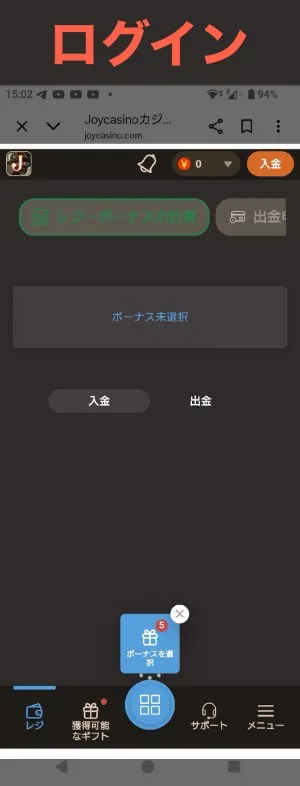 ログイン
15:02
94%
Joycasinoカジ...
joycasino.com
J
¥ 0
入金
レジ・ボーナスの計算
出金申
ボーナス未選択
入金
出金
5
ボーナスを選
択
レジ
獲得可能
なギフト
サポート
メニュー